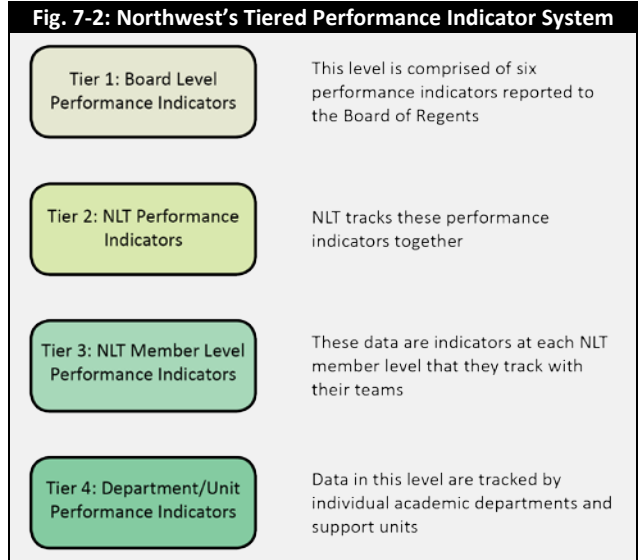 Fig. 7-2: Northwest's Tiered Performance Indicator System
Tier 1: Board Level
Performance Indicators
This level is comprised of six
performance indicators reported to
the Board of Regents
Tier 2: NLT Performance
Indicators
NLT tracks these performance
indicators together
Tier 3: NLT Member Level
Performance Indicators
These data are indicators at each NLT
member level that they track with
their teams
Tier 4: Department/Unit
Performance Indicators
Data in this level are tracked by
individual academic departments and
support units